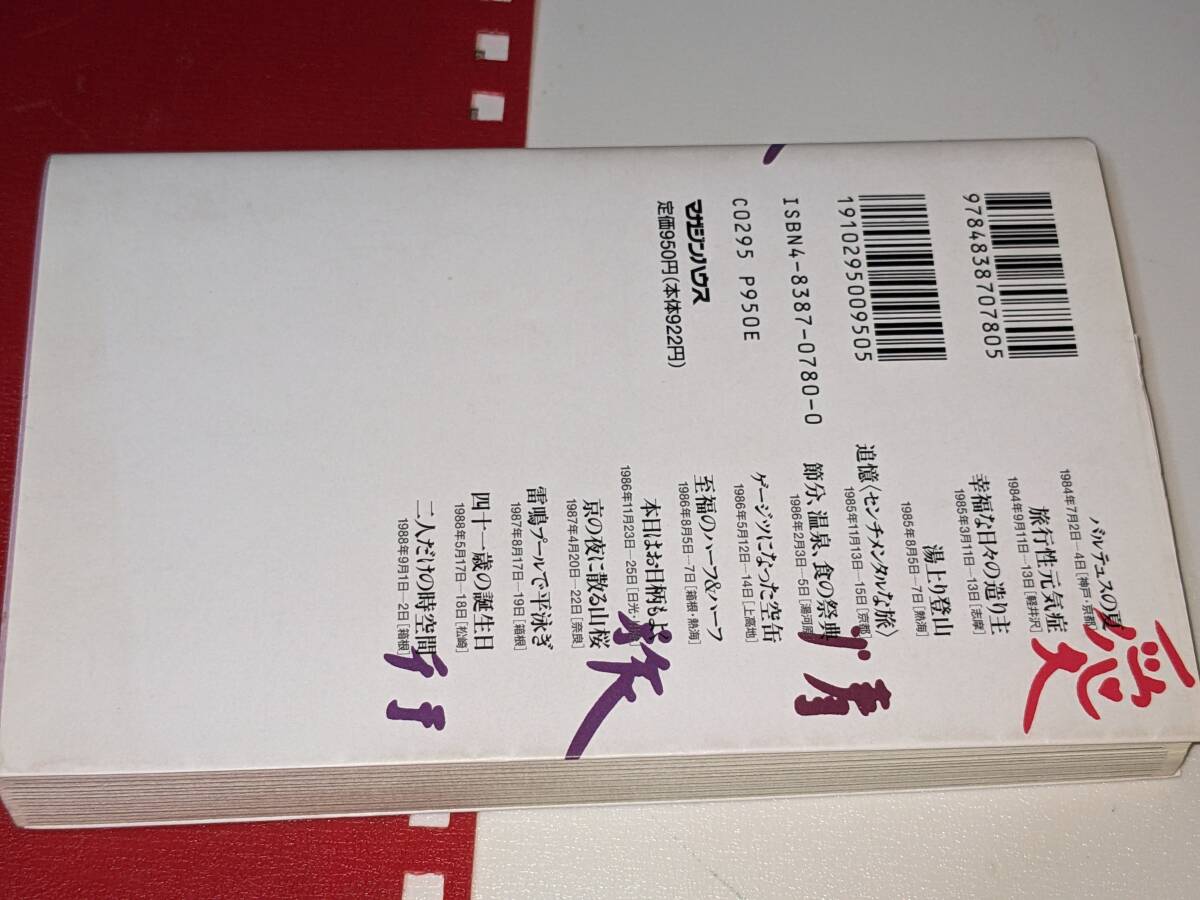 9784838707805
1910295009505
ISBN4-8387-0780-0
C0295 P950E
マガジンハウス
定価950円(本体922円)
愛
情
旅
行
バルテュスの夏
1984年7月2日—4日[神戸・京都]
旅行性元気症
1984年9月11日—13日[軽井沢]
幸福な日々の造り主
1985年3月11日—13日[志摩]
湯上り登山
1985年8月5日—7日[熱海]
追憶〈センチメンタルな旅〉
1985年11月13日—15日[京都]
節分、温泉、食の祭典
1986年2月3日—5日[湯河原]
ゲージツになった空缶
1986年5月12日—14日[上高地]
至福のハーフ&ハーフ
1986年8月5日—7日[箱根・熱海]
本日はお日柄もよ
1986年11月23日—25日[日光・
京の夜に散る山桜
1987年4月20日—22日[奈良]
雷鳴プールで平泳ぎ
1987年8月17日—19日[箱根]
四十一歳の誕生日
1988年5月17日—18日[松崎]
二人だけの時空間
1988年9月1日—2日[箱根]